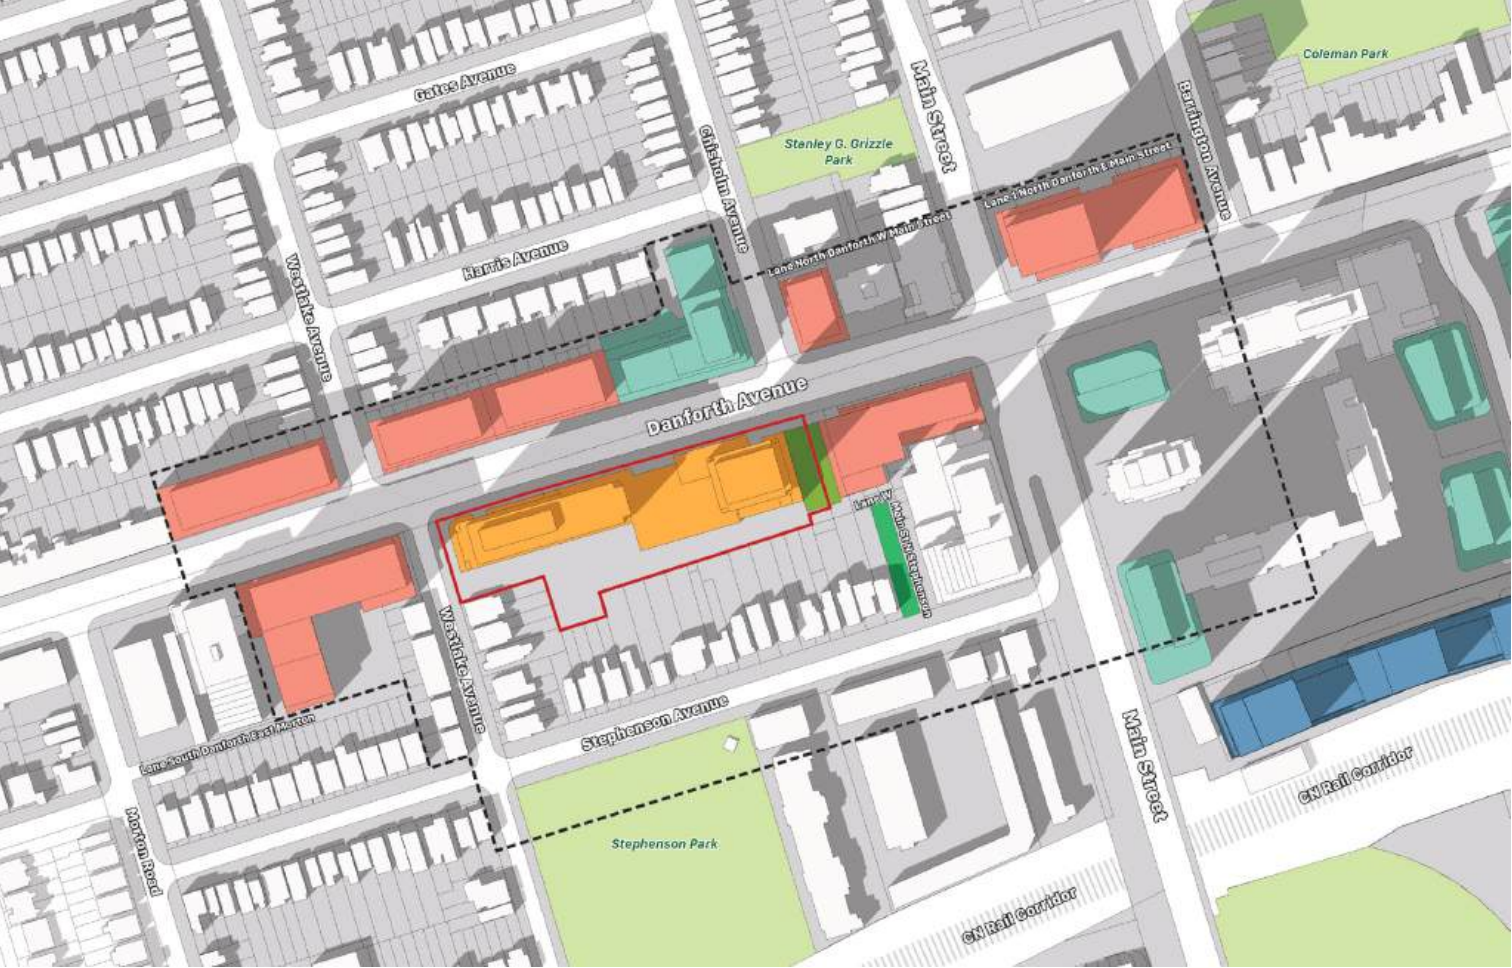 Coleman Park
Gates Avenue
Main Street
Barrington Avenue
Chisholm Avenue
Stanley G. Grizzle
Park
Lane 1 North Danforth E Main Street
Lane North Danforth W Main Street
Harris Avenue
Westlake Avenue
Danforth Avenue
Lane W
Main St N Stephenson
Westlake Avenue
Stephenson Avenue
Lane South Danforth East Morton
Main Street
CN Rail Corridor
Morton Road
Stephenson Park
CN Rail Corridor